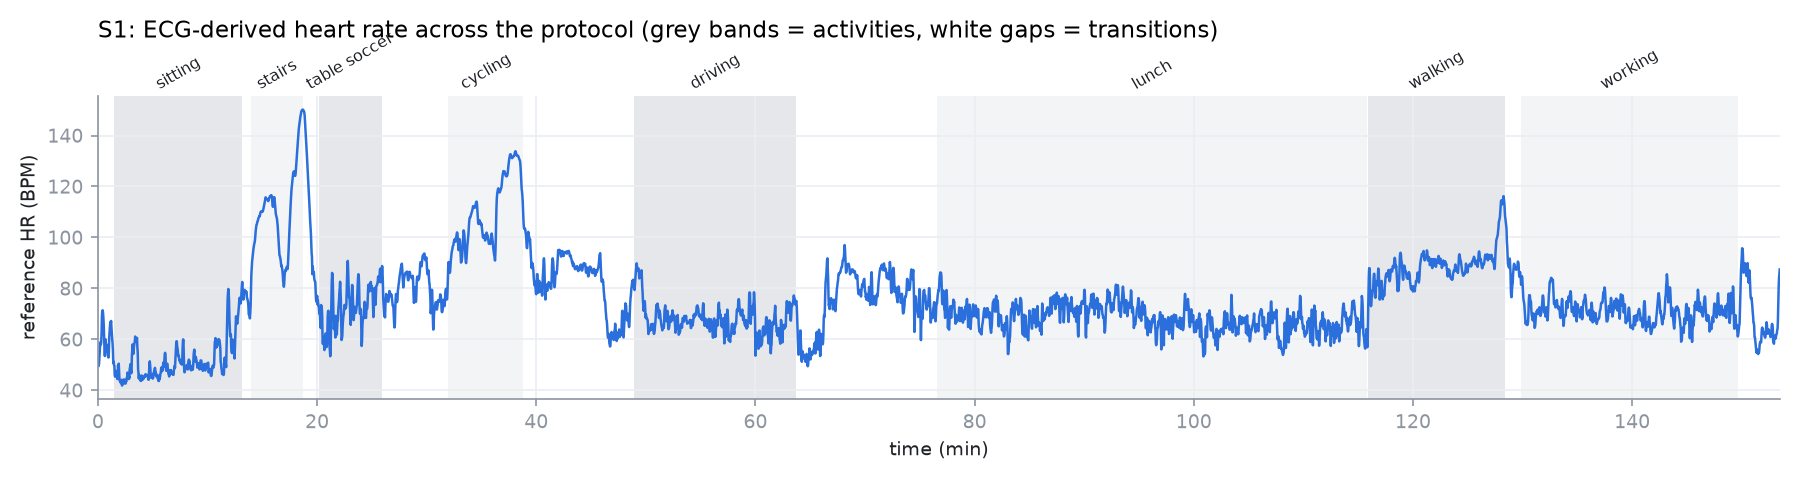 S1: ECG-derived heart rate across the protocol (grey bands = activities, white gaps = transitions)
sitting
stairs
table soccer
cycling
driving
lunch
walking
working
reference HR (BPM)
140
120
100
80
60
40
0
20
40
60
80
100
120
140
time (min)